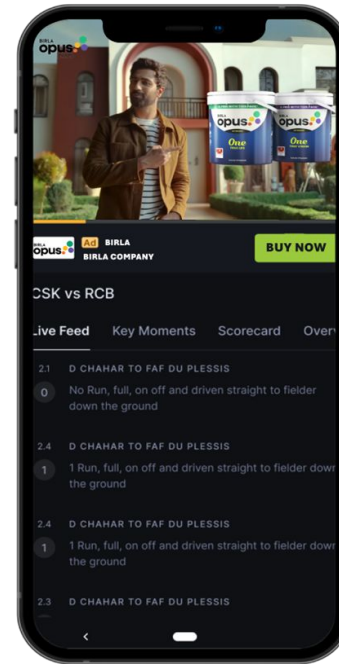 BIRLA
opus
BIRLA
opus
One
BIRLA
opus
One
BIRLA
opus
Ad BIRLA
BIRLA COMPANY
BUY NOW
CSK vs RCB
Live Feed Key Moments Scorecard Over
2.1 D CHAHAR TO FAF DU PLESSIS
0 No Run, full, on off and driven straight to fielder
down the ground
2.4 D CHAHAR TO FAF DU PLESSIS
1 1 Run, full, on off and driven straight to fielder down
the ground
2.4 D CHAHAR TO FAF DU PLESSIS
1 1 Run, full, on off and driven straight to fielder down
the ground
2.3 D CHAHAR TO FAF DU PLESSIS